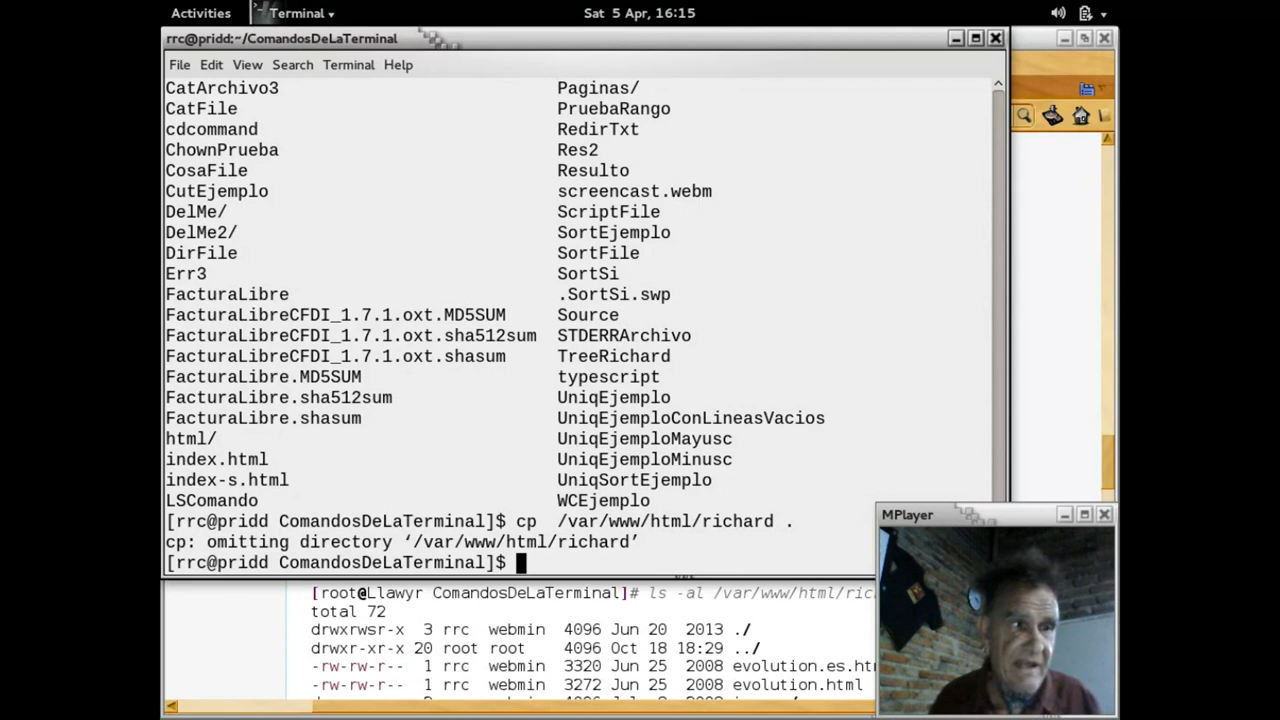 Activities Terminal Sat 5 Apr, 16:15
rrc@pridd:~/ComandosDeLaTerminal
File Edit View Search Terminal Help
CatArchivo3 Paginas/
CatFile PruebaRango
cdcommand RedirTxt
ChownPrueba Res2
CosaFile Resulto
CutEjemplo screencast.webm
DelMe/ ScriptFile
DelMe2/ SortEjemplo
DirFile SortFile
Err3 SortSi
FacturaLibre .SortSi.swp
FacturaLibreCFDI_1.7.1.oxt.MD5SUM Source
FacturaLibreCFDI_1.7.1.oxt.sha512sum STDERRArchivo
FacturaLibreCFDI_1.7.1.oxt.shasum TreeRichard
FacturaLibre.MD5SUM typescript
FacturaLibre.sha512sum UniqEjemplo
FacturaLibre.shasum UniqEjemploConLineasVacios
html/ UniqEjemploMayusc
index.html UniqEjemploMinusc
index-s.html UniqSortEjemplo
LSComando WCEjemplo
[rrc@pridd ComandosDeLaTerminal]$ cp  /var/www/html/richard .
cp: omitting directory ‘/var/www/html/richard’
[rrc@pridd ComandosDeLaTerminal]$
MPlayer
[root@Llawyr ComandosDeLaTerminal]# ls -al /var/www/html/ric
total 72
drwxrwsr-x 3 rrc webmin 4096 Jun 20 2013 ./
drwxr-xr-x 20 root root 4096 Oct 18 18:29 ../
-rw-rw-r-- 1 rrc webmin 3320 Jun 25 2008 evolution.es.htm
-rw-rw-r-- 1 rrc webmin 3272 Jun 25 2008 evolution.html